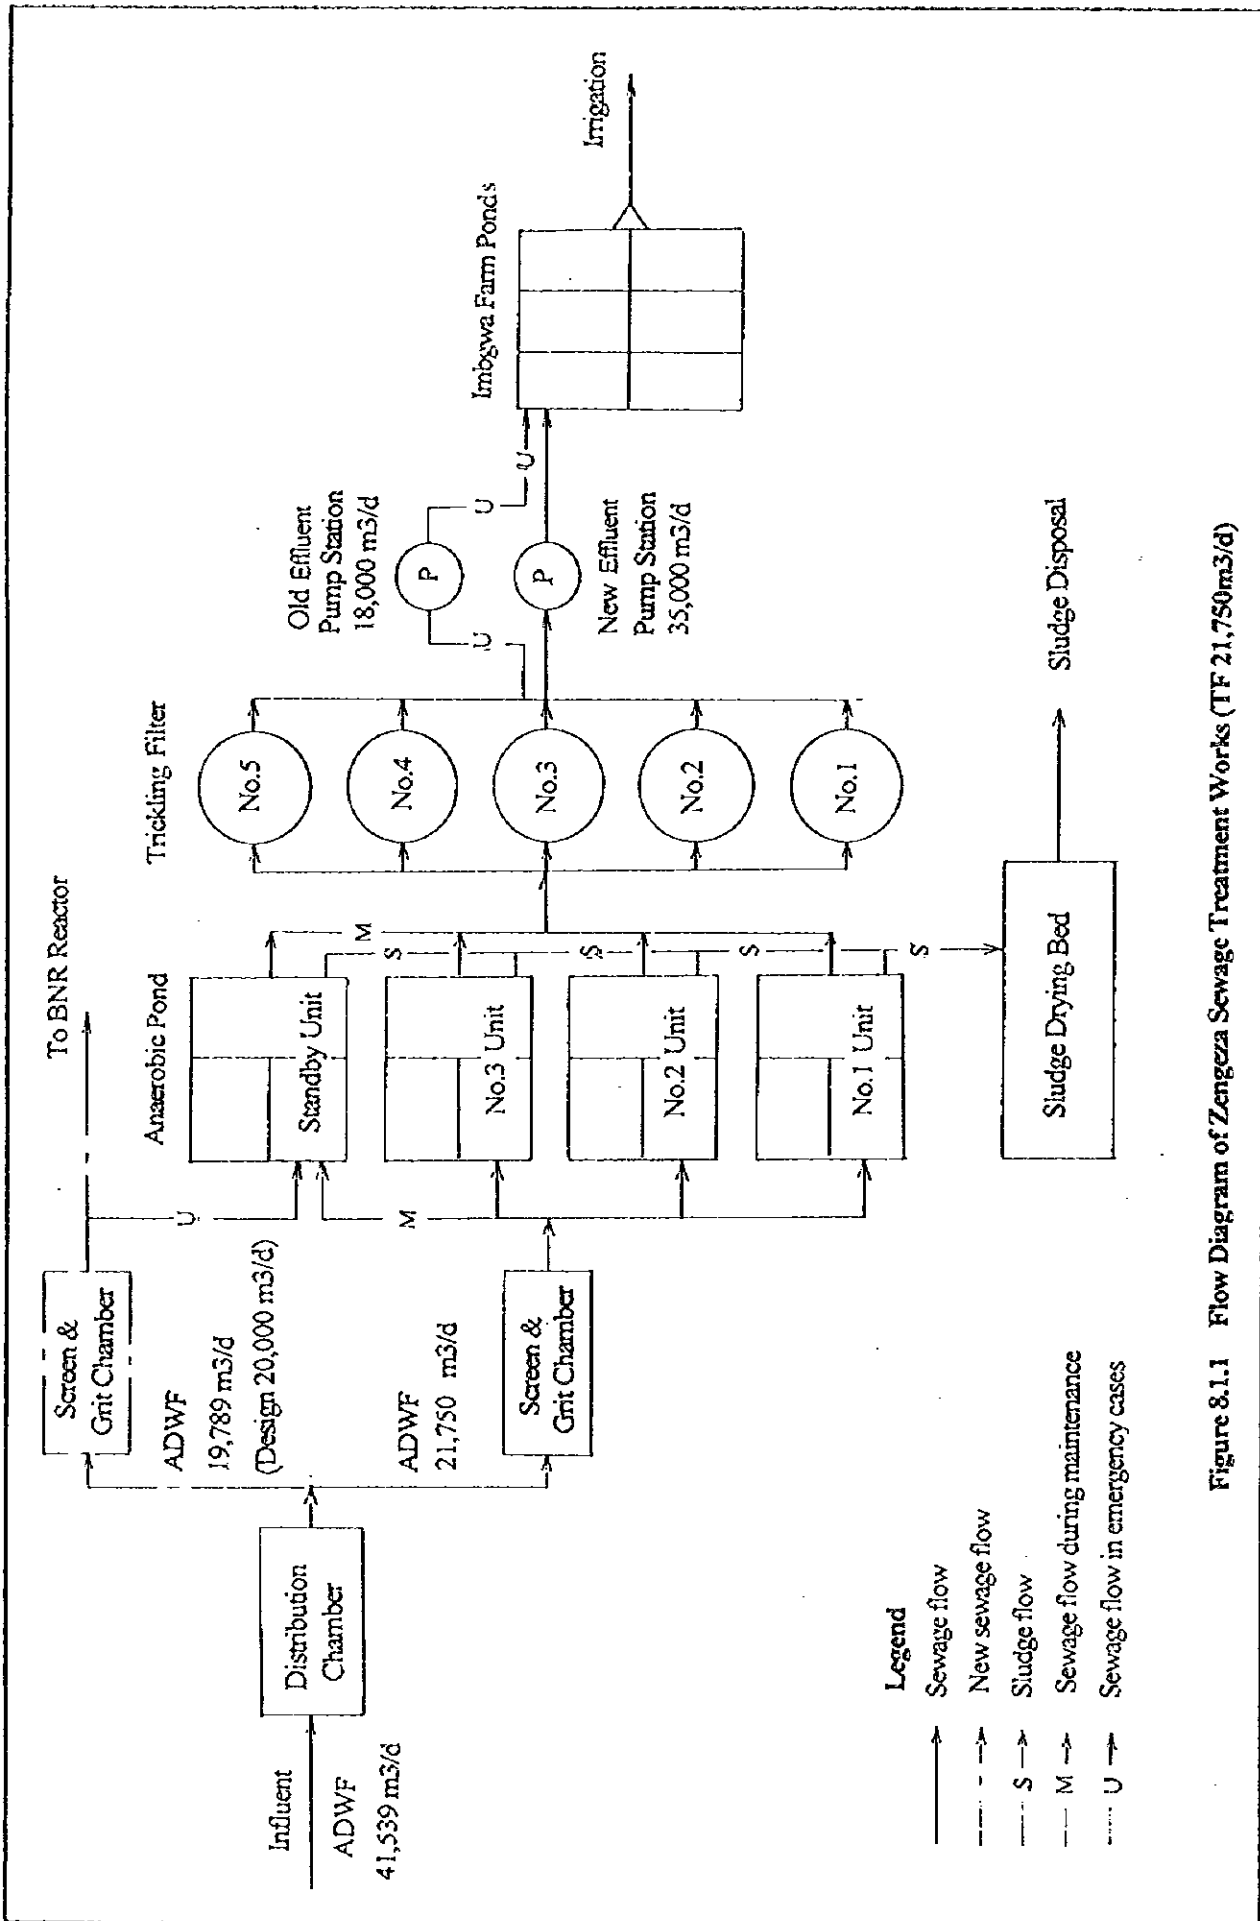 To BNR Reactor
Screen &
Grit Chamber
ADWF
19,789 m3/d
(Design 20,000 m3/d)
U
Influent
ADWF
41,539 m3/d
Distribution
Chamber
ADWF
21,750 m3/d
Screen &
Grit Chamber
M
Anaerobic Pond
Standby Unit
No.3 Unit
No.2 Unit
No.1 Unit
M
S
S
S
S
Sludge Drying Bed
Sludge Disposal
Trickling Filter
No.5
No.4
No.3
No.2
No.1
Old Effluent
Pump Station
18,000 m3/d
U
P
U
U
P
New Effluent
Pump Station
35,000 m3/d
Imbgwa Farm Ponds
Irrigation
Legend
Sewage flow
New sewage flow
S Sludge flow
M Sewage flow during maintenance
U Sewage flow in emergency cases
Figure 8.1.1 Flow Diagram of Zengeza Sewage Treatment Works (TF 21,750m3/d)